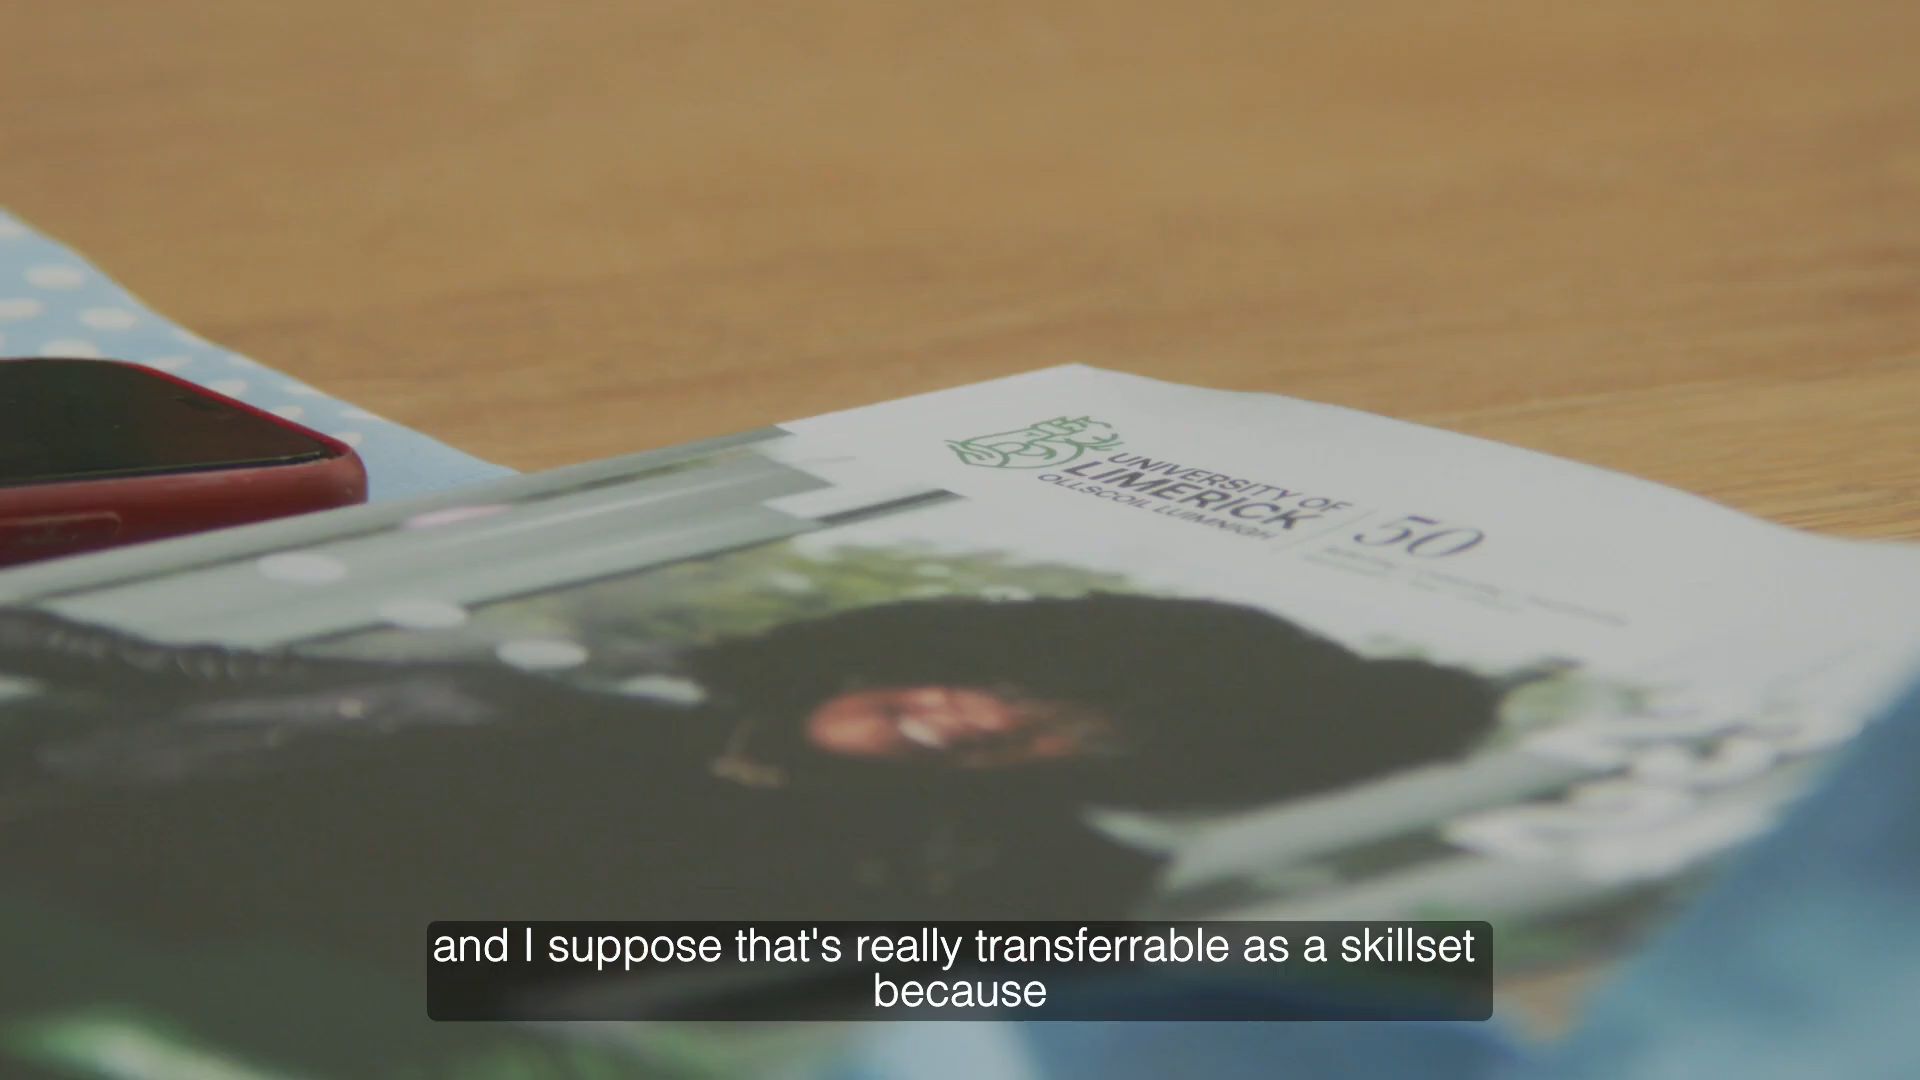 UNIVERSITY OF
LIMERICK
OLLSCOIL LUIMNIGH
50
and I suppose that's really transferrable as a skillset
because